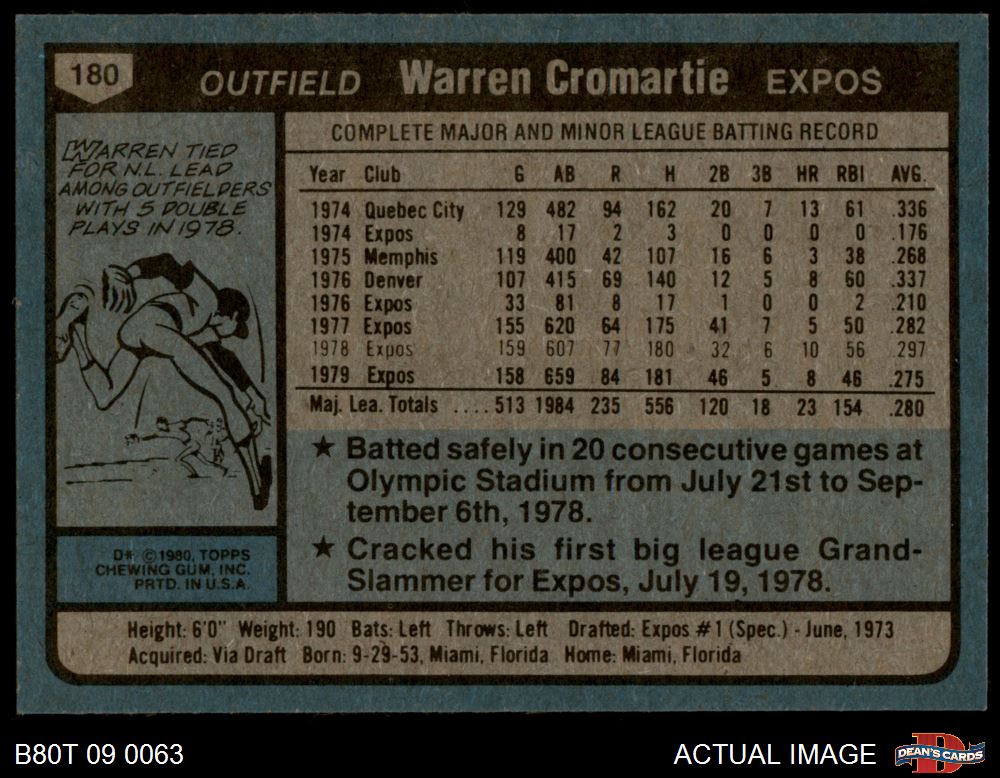 180 OUTFIELD Warren Cromartie EXPOS
WARREN TIED
FOR N.L. LEAD
AMONG OUTFIELDERS
WITH 5 DOUBLE
PLAYS IN 1978.
COMPLETE MAJOR AND MINOR LEAGUE BATTING RECORD
Year Club G AB R H 2B 3B HR RBI AVG.
1974 Quebec City 129 482 94 162 20 7 13 61 .336
1974 Expos 8 17 2 3 0 0 0 0 .176
1975 Memphis 119 400 42 107 16 6 3 38 .268
1976 Denver 107 415 69 140 12 5 8 60 .337
1976 Expos 33 81 8 17 1 0 0 2 .210
1977 Expos 155 620 64 175 41 7 5 50 .282
1978 Expos 159 607 77 180 32 6 10 56 .297
1979 Expos 158 659 84 181 46 5 8 46 .275
Maj. Lea. Totals .... 513 1984 235 556 120 18 23 154 .280
★ Batted safely in 20 consecutive games at
Olympic Stadium from July 21st to Sep-
tember 6th, 1978.
★ Cracked his first big league Grand-
Slammer for Expos, July 19, 1978.
D* © 1980, TOPPS
CHEWING GUM, INC.
PRTD. IN U.S.A.
Height: 6'0" Weight: 190 Bats: Left Throws: Left Drafted: Expos #1 (Spec.) - June, 1973
Acquired: Via Draft Born: 9-29-53, Miami, Florida Home: Miami, Florida
B80T 09 0063 ACTUAL IMAGE DEAN'S CARDS